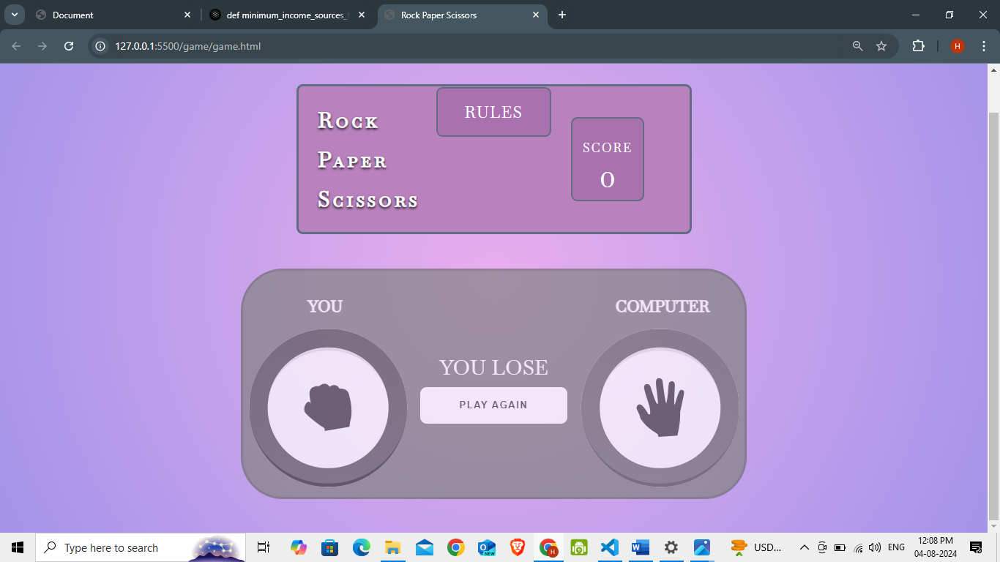 Document
def minimum_income_sources_
Rock Paper Scissors
127.0.0.1:5500/game/game.html
H
Rock
Paper
Scissors
RULES
SCORE
0
YOU
COMPUTER
YOU LOSE
PLAY AGAIN
Type here to search
NEW
H
USD...
ENG
12:08 PM
04-08-2024